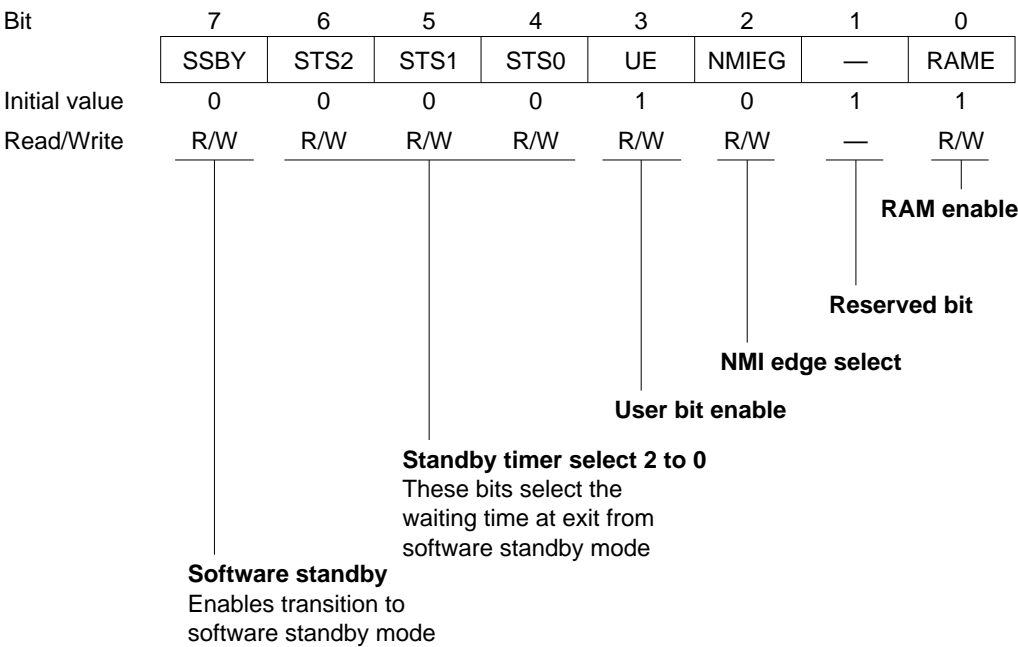 Bit 7 6 5 4 3 2 1 0
SSBY STS2 STS1 STS0 UE NMIEG — RAME
Initial value 0 0 0 0 1 0 1 1
Read/Write R/W R/W R/W R/W R/W R/W — R/W
RAM enable
Reserved bit
NMI edge select
User bit enable
Standby timer select 2 to 0
These bits select the
waiting time at exit from
software standby mode
Software standby
Enables transition to
software standby mode